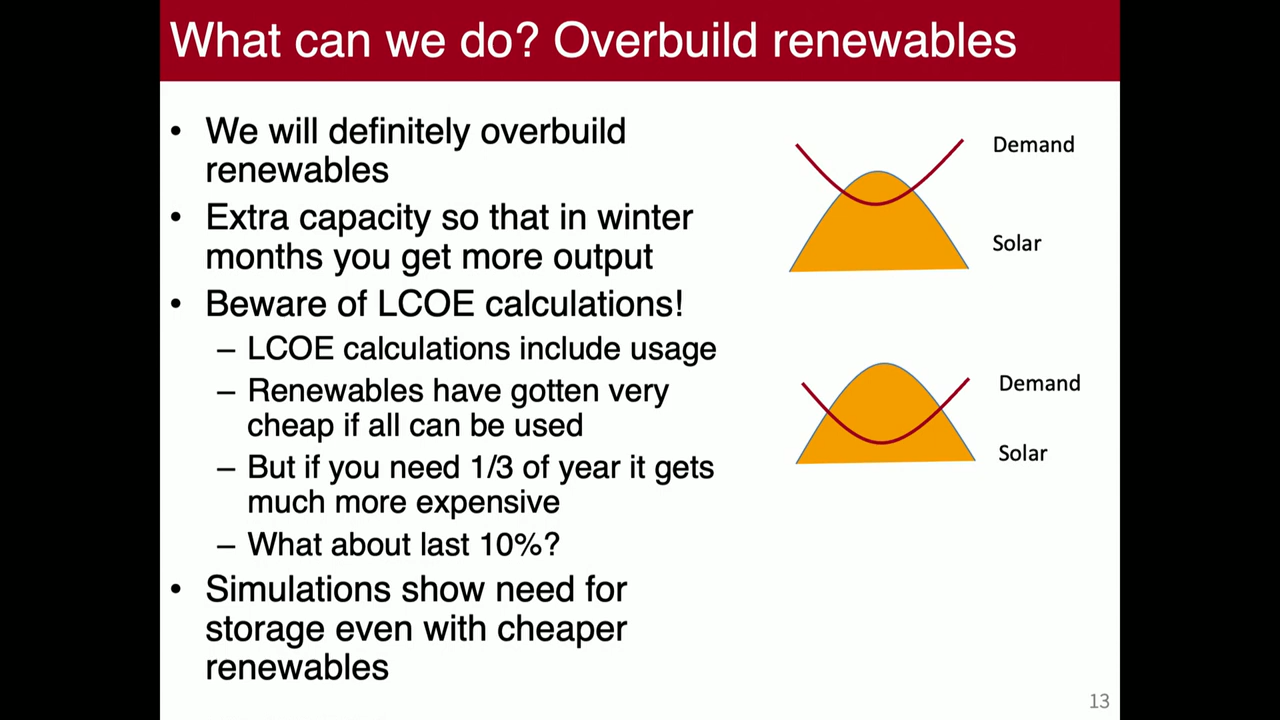 What can we do? Overbuild renewables
• We will definitely overbuild
renewables
• Extra capacity so that in winter
months you get more output
• Beware of LCOE calculations!
– LCOE calculations include usage
– Renewables have gotten very
cheap if all can be used
– But if you need 1/3 of year it gets
much more expensive
– What about last 10%?
• Simulations show need for
storage even with cheaper
renewables
Demand
Solar
Demand
Solar
13